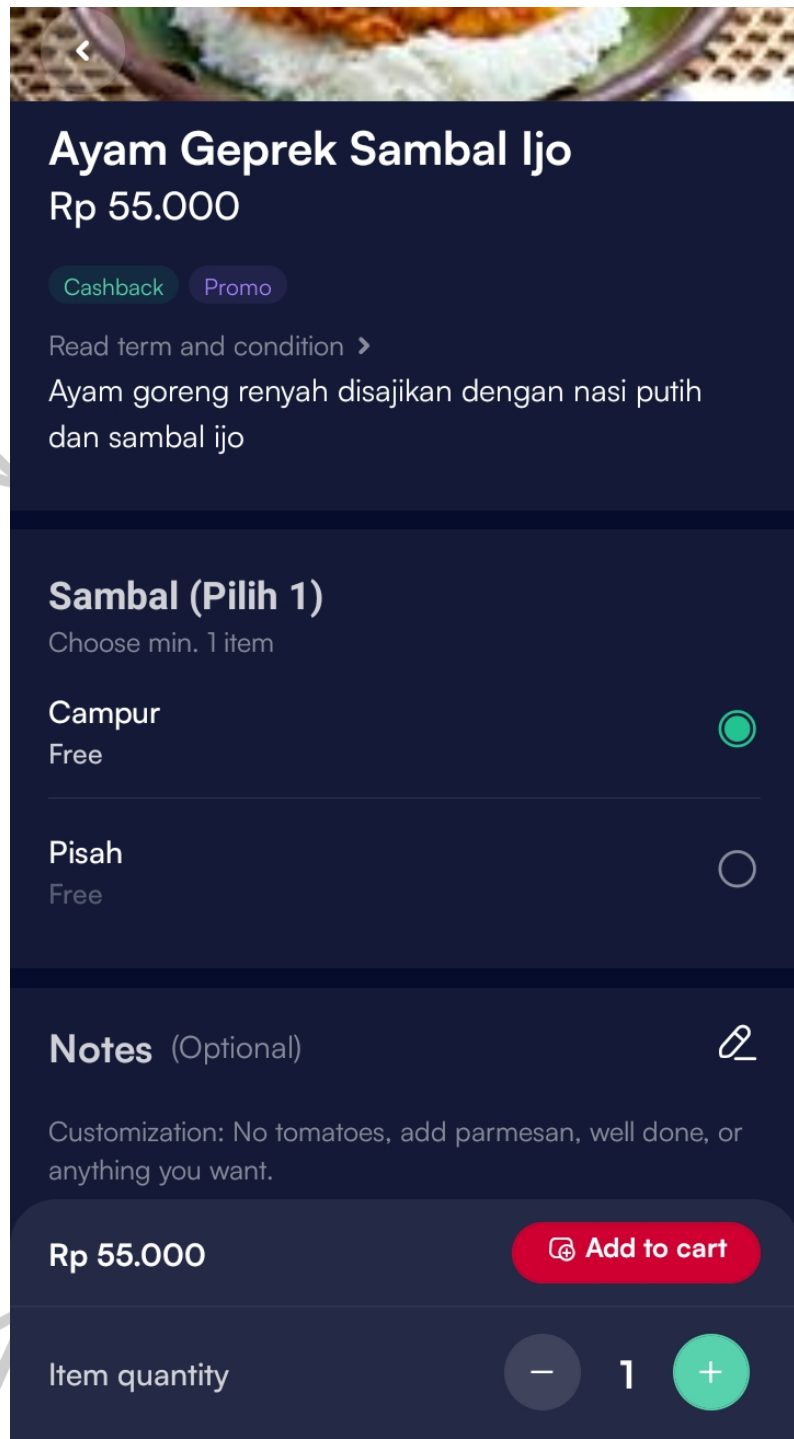 Ayam Geprek Sambal Ijo
Rp 55.000
Cashback Promo
Read term and condition >
Ayam goreng renyah disajikan dengan nasi putih
dan sambal ijo
Sambal (Pilih 1)
Choose min. 1 item
Campur
Free
Pisah
Free
Notes (Optional)
Customization: No tomatoes, add parmesan, well done, or
anything you want.
Rp 55.000 Add to cart
Item quantity − 1 +